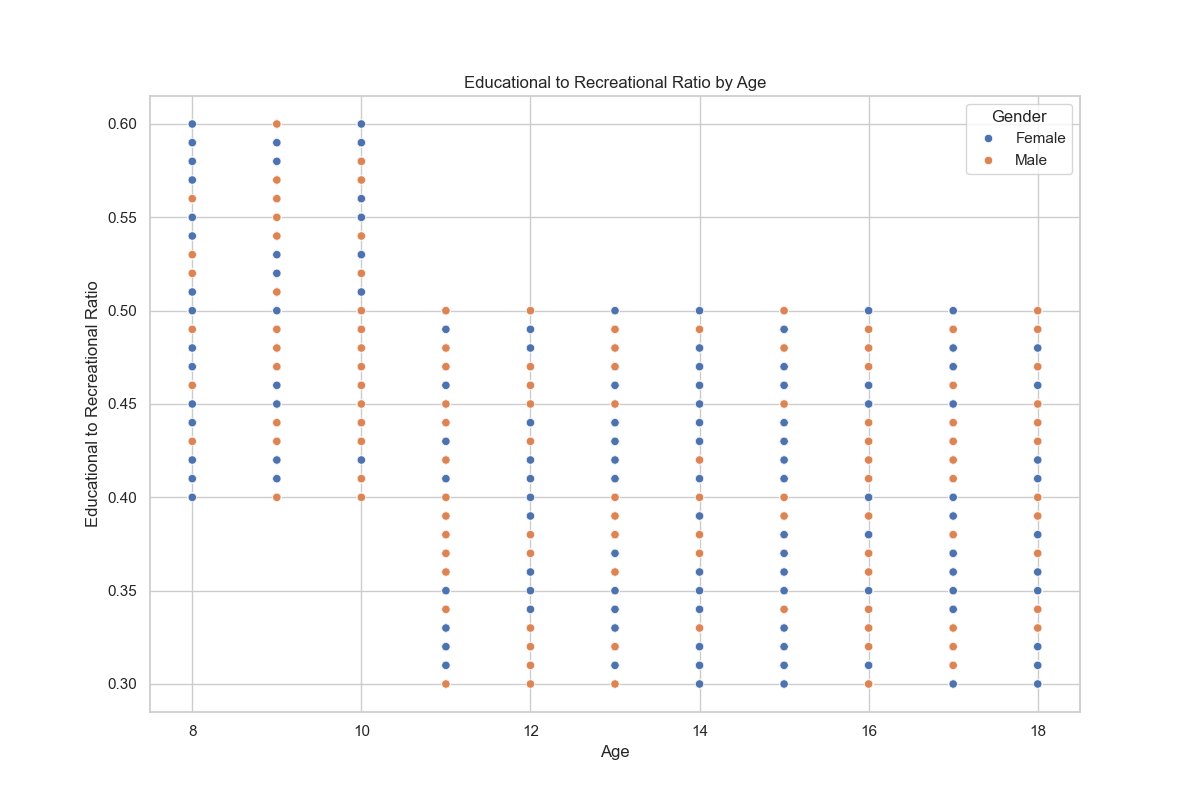 Educational to Recreational Ratio by Age
Gender
Female
Male
Educational to Recreational Ratio
0.60
0.55
0.50
0.45
0.40
0.35
0.30
8
10
12
14
16
18
Age